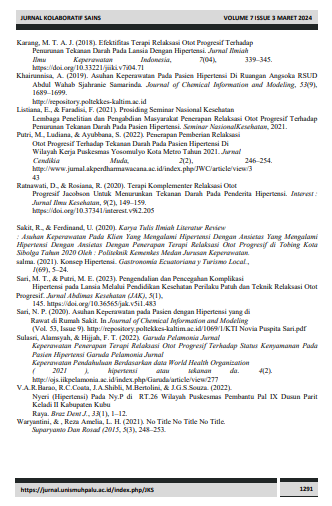 JURNAL KOLABORATIF SAINS VOLUME 7 ISSUE 3 MARET 2024
Karang, M. T. A. J. (2018). Efektifitas Terapi Relaksasi Otot Progresif Terhadap
Penurunan Tekanan Darah Pada Lansia Dengan Hipertensi. Jurnal Ilmiah
Ilmu Keperawatan Indonesia, 7(04), 339–345.
https://doi.org/10.33221/jiiki.v7i04.71
Khairunnisa, A. (2019). Asuhan Keperawatan Pada Pasien Hipertensi Di Ruangan Angsoka RSUD
Abdul Wahab Sjahranie Samarinda. Journal of Chemical Information and Modeling, 53(9),
1689–1699.
http://repository.poltekkes-kaltim.ac.id
Listiana, E., & Faradisi, F. (2021). Prosiding Seminar Nasional Kesehatan
Lembaga Penelitian dan Pengabdian Masyarakat Penerapan Relaksasi Otot Progresif Terhadap
Penurunan Tekanan Darah Pada Pasien Hipertensi. Seminar NasionalKesehatan, 2021.
Putri, M., Ludiana, & Ayubbana, S. (2022). Penerapan Pemberian Relaksasi
Otot Progresif Terhadap Tekanan Darah Pada Pasien Hipertensi Di
Wilayah Kerja Puskesmas Yosomulyo Kota Metro Tahun 2021. Jurnal
Cendikia Muda, 2(2), 246–254.
http://www.jurnal.akperdharmawacana.ac.id/index.php/JWC/article/view/3
43
Ratnawati, D., & Rosiana, R. (2020). Terapi Komplementer Relaksasi Otot
Progresif Jacobson Untuk Menurunkan Tekanan Darah Pada Penderita Hipertensi. Interest :
Jurnal Ilmu Kesehatan, 9(2), 149–159.
https://doi.org/10.37341/interest.v9i2.205
Sakit, R., & Ferdinand, U. (2020). Karya Tulis Ilmiah Literatur Review
: Asuhan Keperawatan Pada Klien Yang Mengalami Hipertensi Dengan Ansietas Yang Mengalami
Hipertensi Dengan Ansietas Dengan Penerapan Terapi Relaksasi Otot Progresif di Tobing Kota
Sibolga Tahun 2020 Oleh : Politeknik Kemenkes Medan Jurusan Keperawatan.
salma. (2021). Konsep Hipertensi. Gastronomía Ecuatoriana y Turismo Local.,
1(69), 5–24.
Sari, M. T., & Putri, M. E. (2023). Pengendalian dan Pencegahan Komplikasi
Hipertensi pada Lansia Melalui Pendidikan Kesehatan Perilaku Patuh dan Teknik Relaksasi Otot
Progresif. Jurnal Abdimas Kesehatan (JAK), 5(1),
145. https://doi.org/10.36565/jak.v5i1.483
Sari, N. P. (2020). Asuhan Keperawatan pada pasien dengan hipertensi yang di
Rawat di Rumah Sakit. In Journal of Chemical Information and Modeling
(Vol. 53, Issue 9). http://repository.poltekkes-kaltim.ac.id/1069/1/KTI Novia Puspita Sari.pdf
Sulasri, Alamsyah, & Hijjah, F. T. (2022). Garuda Pelamonia Jurnal
Keperawatan Penerapan Terapi Relaksasi Otot Progresif Terhadap Status Kenyamanan Pada
Pasien Hipertensi Garuda Pelamonia Jurnal
Keperawatan Pendahuluan Berdasarkan data World Health Organization
( 2021 ), hipertensi atau tekanan da. 4(2).
http://ojs.iikpelamonia.ac.id/index.php/Garuda/article/view/277
V.A.R.Barao, R.C.Coata, J.A.Shibli, M.Bertolini, & J.G.S.Souza. (2022).
Nyeri (Hipertensi) Pada Ny.P di RT.26 Wilayah Puskesmas Pembantu Pal IX Dusun Parit
Keladi II Kabupaten Kubu
Raya. Braz Dent J., 33(1), 1–12.
Waryantini, & , Reza Amelia, L. H. (2021). No Title No Title No Title.
Suparyanto Dan Rosad (2015, 5(3), 248–253.
https://jurnal.unismuhpalu.ac.id/index.php/JKS 1291